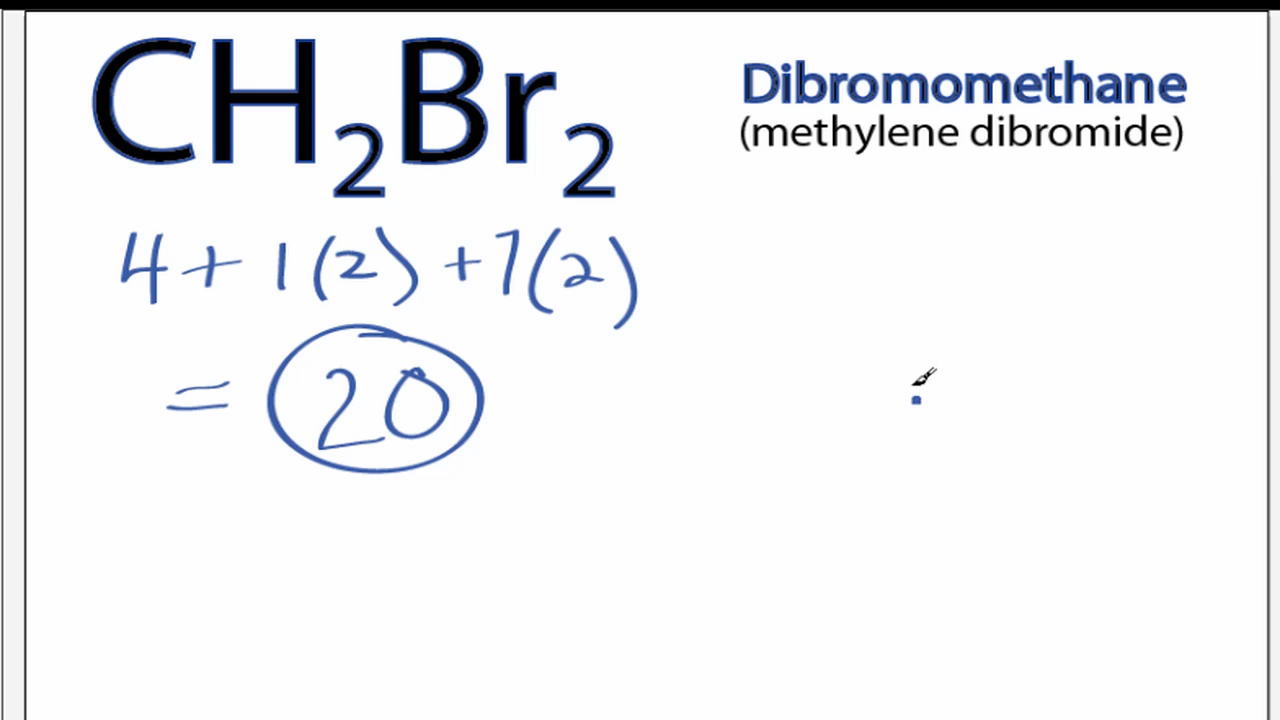 CH₂Br₂
Dibromomethane
(methylene dibromide)
4 + 1(2) + 7(2)
= 20